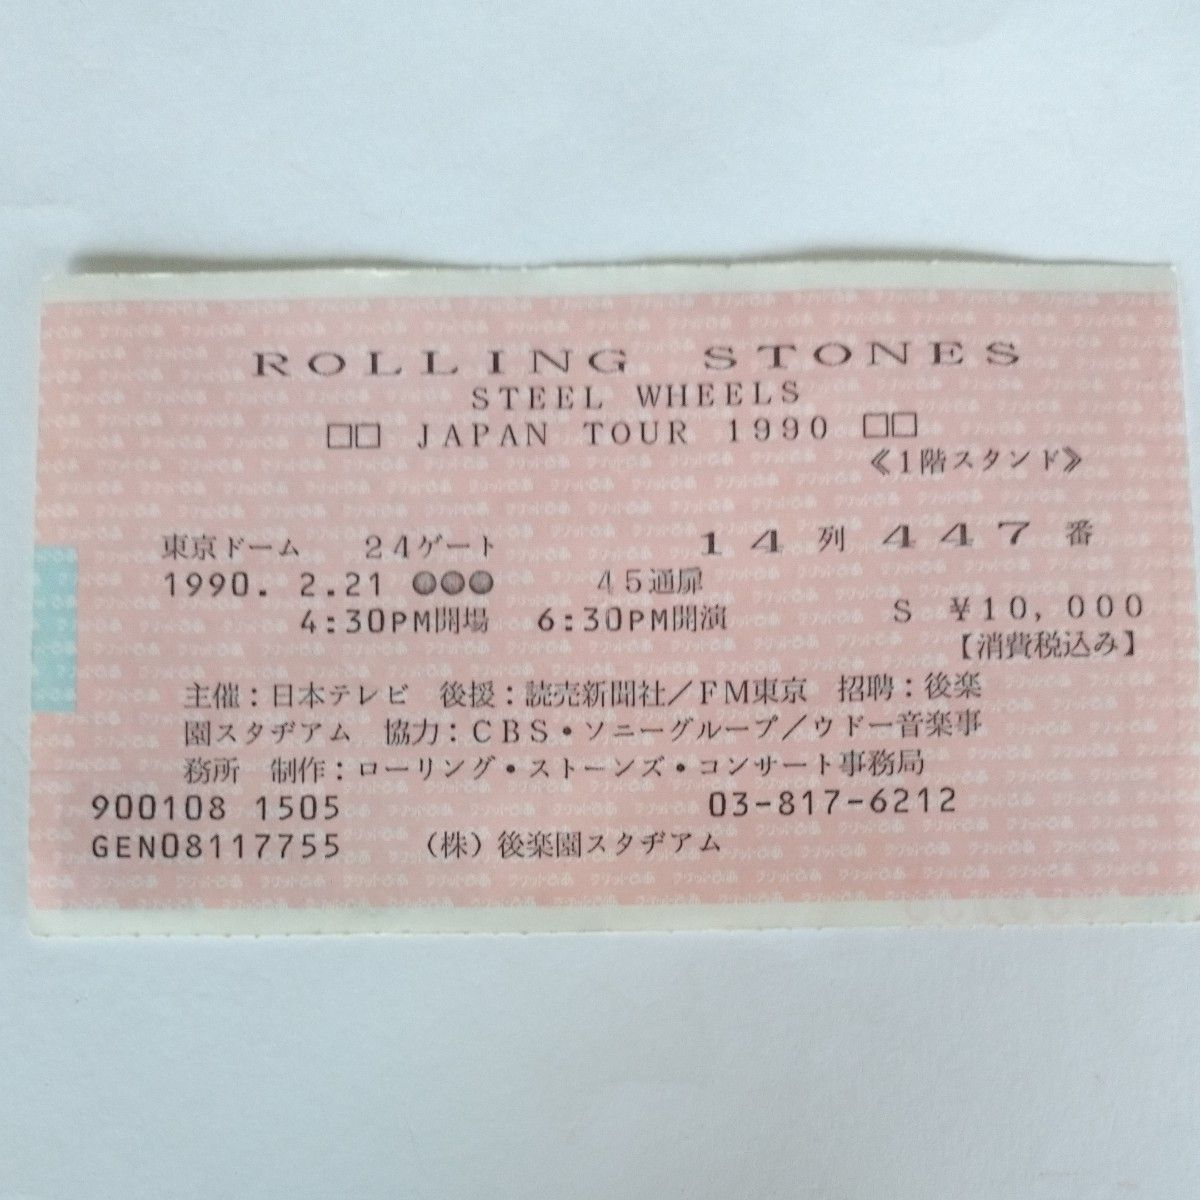 ROLLING STONES
STEEL WHEELS
□□ JAPAN TOUR 1990 □□
《1階スタンド》
東京ドーム 24ゲート 14列 447番
1990. 2.21 45通扉
4:30PM開場 6:30PM開演 S ¥10,000
【消費税込み】
主催：日本テレビ 後援：読売新聞社／FM東京 招聘：後楽
園スタヂアム 協力：CBS・ソニーグループ／ウドー音楽事
務所 制作：ローリング・ストーンズ・コンサート事務局
900108 1505 03-817-6212
GEN08117755 （株）後楽園スタヂアム